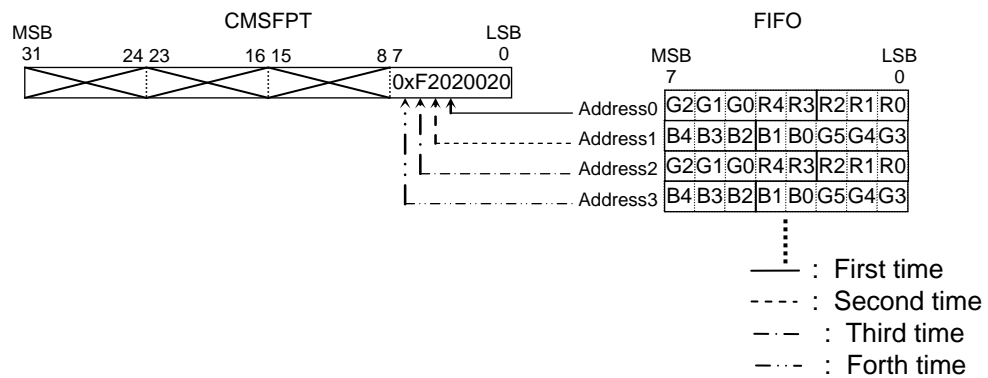 CMSFPT
FIFO
MSB
LSB
31
24 23
16 15
8 7
0
0xF2020020
MSB
LSB
7
0
Address0
G2 G1 G0 R4 R3 R2 R1 R0
Address1
B4 B3 B2 B1 B0 G5 G4 G3
Address2
G2 G1 G0 R4 R3 R2 R1 R0
Address3
B4 B3 B2 B1 B0 G5 G4 G3
: First time
: Second time
: Third time
: Forth time